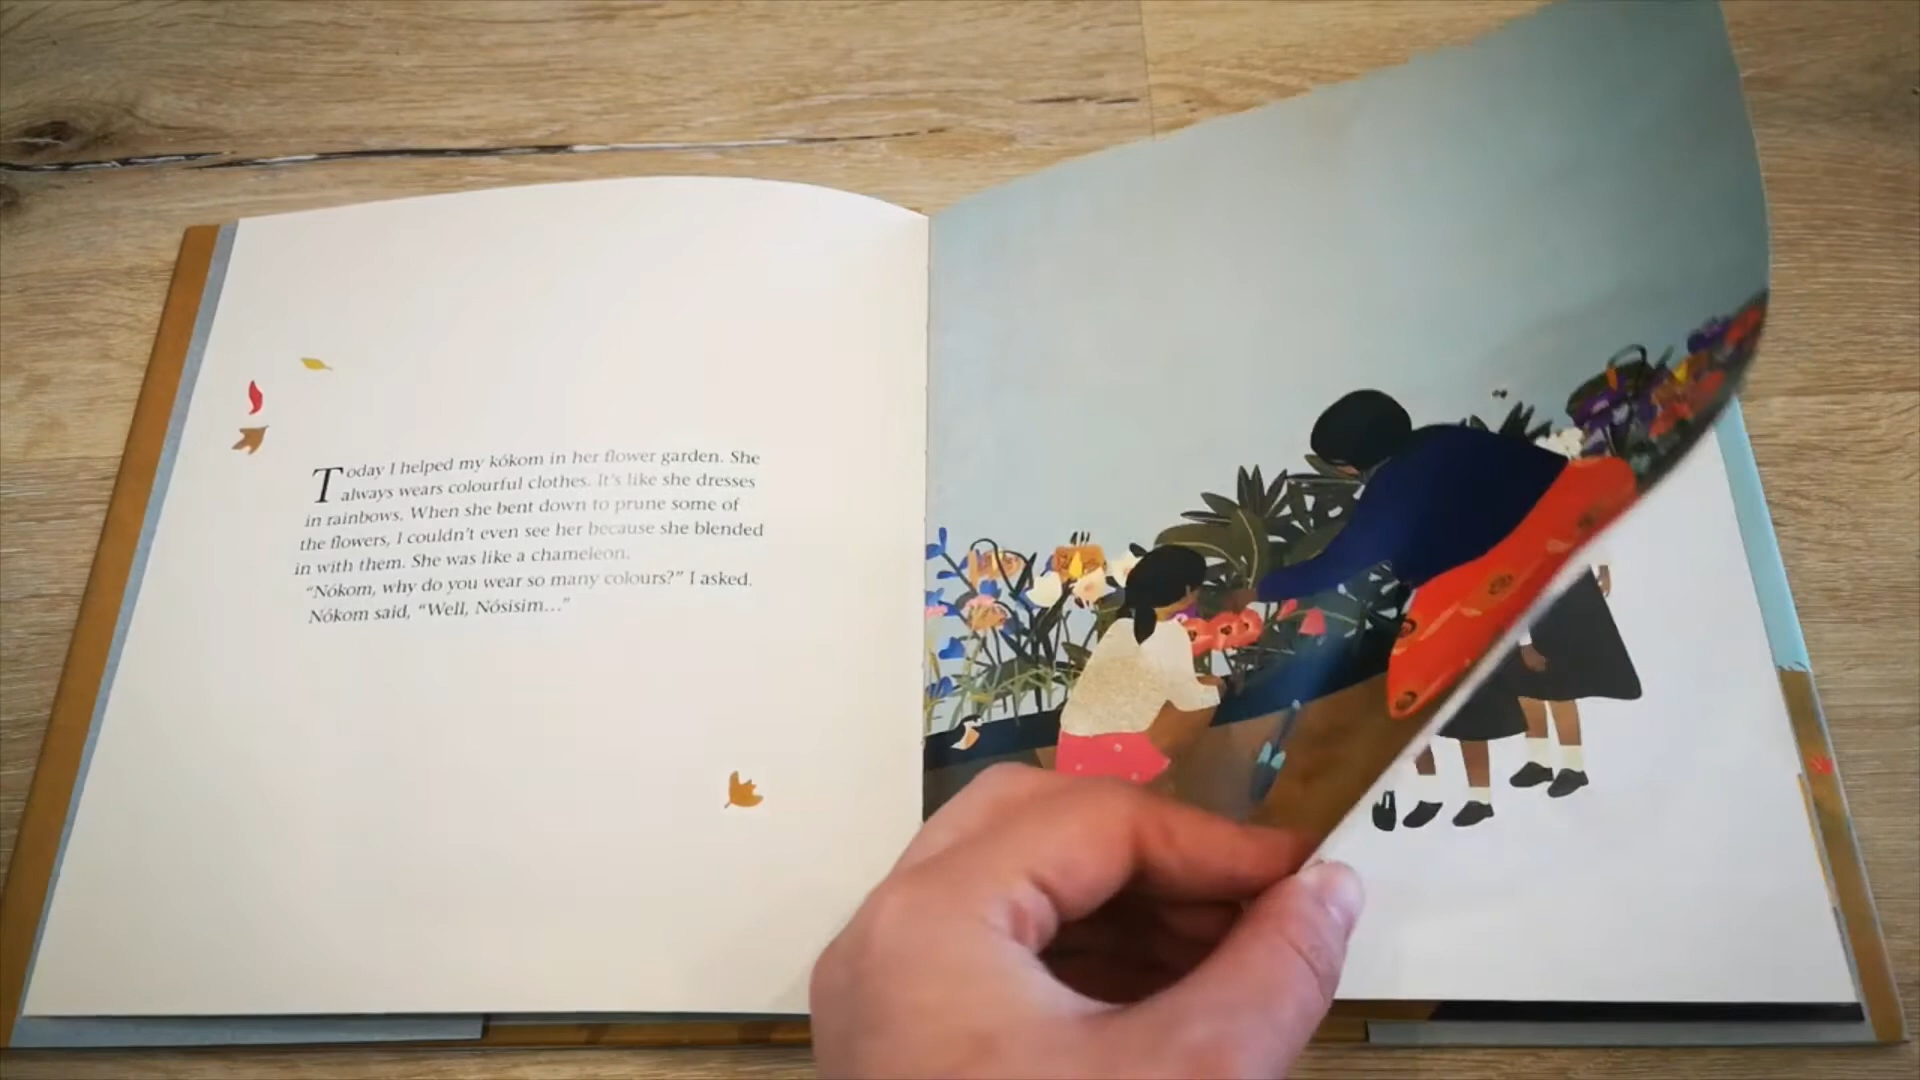 Today I helped my kókom in her flower garden. She
always wears colourful clothes. It's like she dresses
in rainbows. When she bent down to prune some of
the flowers, I couldn't even see her because she blended
in with them. She was like a chameleon.
“Nókom, why do you wear so many colours?” I asked.
Nókom said, “Well, Nósisim…”